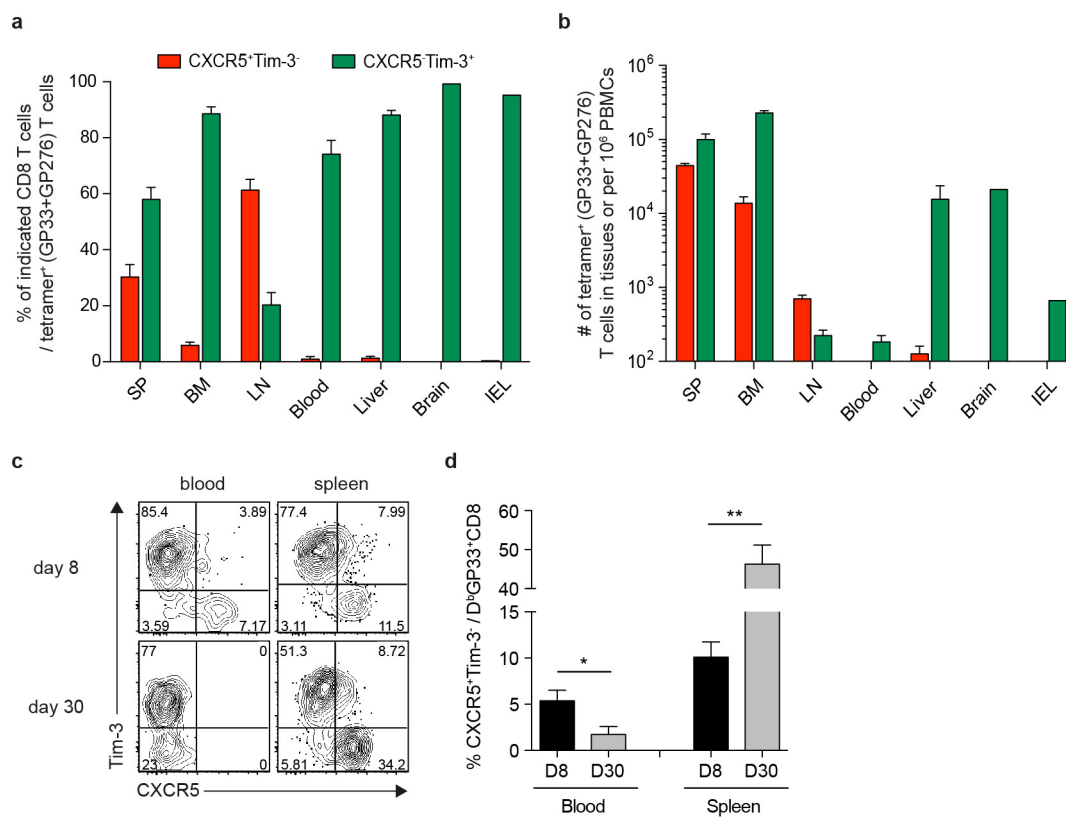 a
CXCR5⁺Tim-3⁻ CXCR5⁻Tim-3⁺
% of indicated CD8 T cells
/ tetramer⁺ (GP33+GP276) T cells
100
80
60
40
20
0
SP BM LN Blood Liver Brain IEL
b
# of tetramer⁺ (GP33+GP276)
T cells in tissues or per 10⁶ PBMCs
10⁶
10⁵
10⁴
10³
10²
SP BM LN Blood Liver Brain IEL
c
blood spleen
day 8
85.4 3.89 77.4 7.99
3.59 7.17 3.11 11.5
day 30
77 0 51.3 8.72
23 0 5.81 34.2
Tim-3
CXCR5
d
% CXCR5⁺Tim-3⁻ / DᵇGP33⁺CD8
60
50
40
15
10
5
0
* **
D8 D30 D8 D30
Blood Spleen